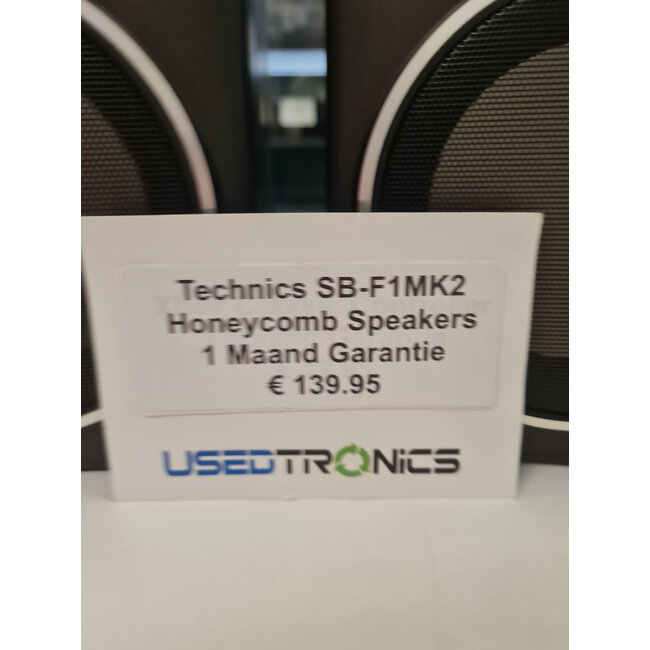 Technics SB-F1MK2
Honeycomb Speakers
1 Maand Garantie
€ 139.95
USEDTRONiCS